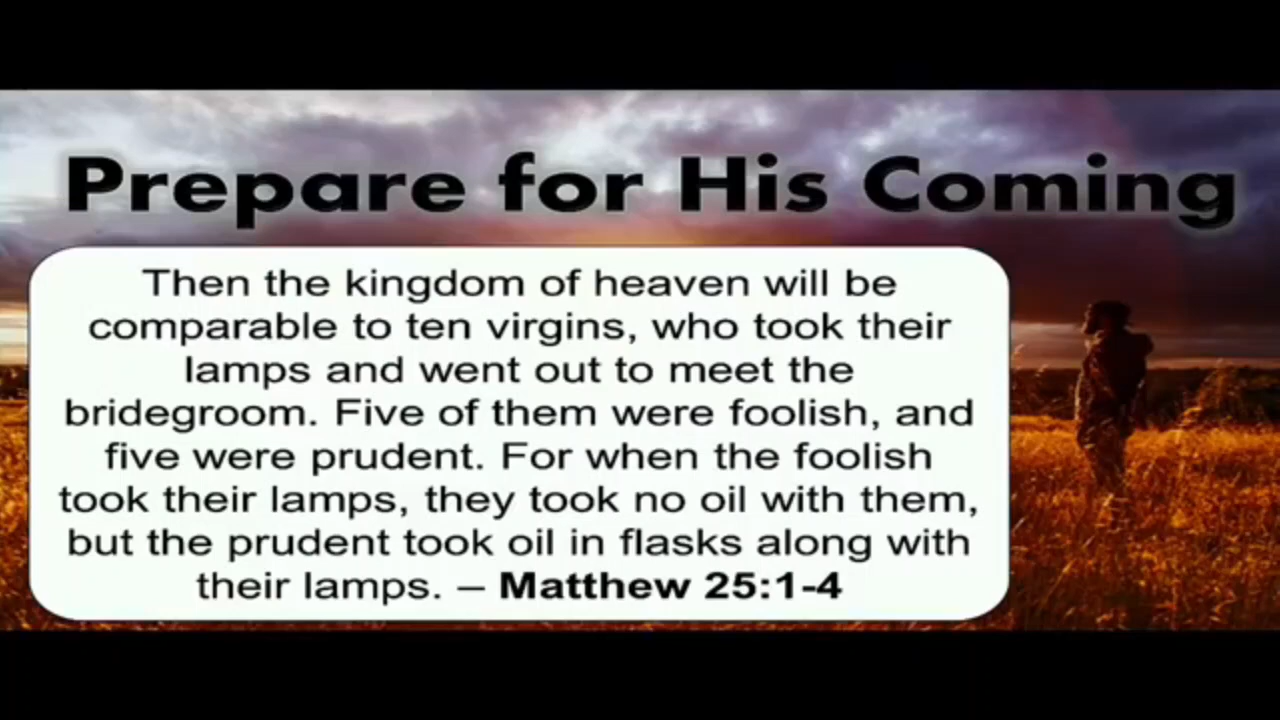 Prepare for His Coming
Then the kingdom of heaven will be
comparable to ten virgins, who took their
lamps and went out to meet the
bridegroom. Five of them were foolish, and
five were prudent. For when the foolish
took their lamps, they took no oil with them,
but the prudent took oil in flasks along with
their lamps. – Matthew 25:1-4